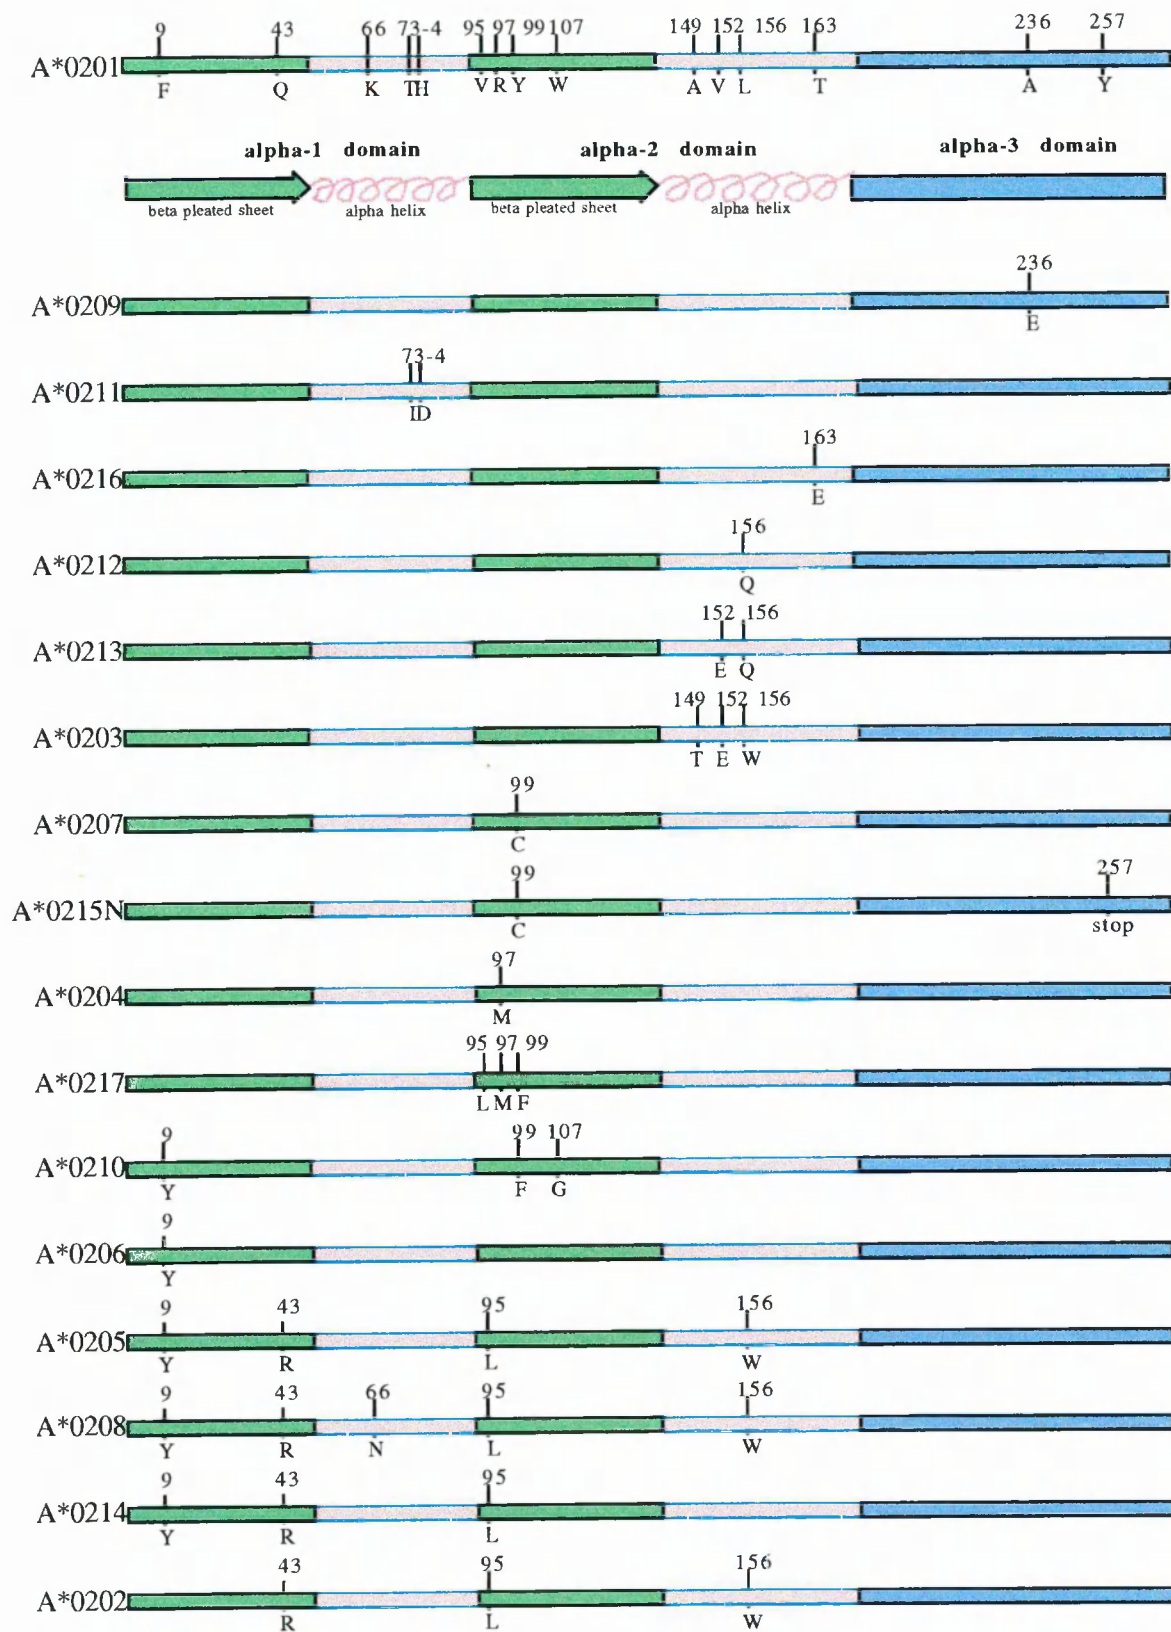 9 43 66 73-4 95 97 99 107 149 152 156 163 236 257
A*0201
F Q K T H V R Y W A V L T A Y
alpha-1 domain alpha-2 domain alpha-3 domain
beta pleated sheet alpha helix beta pleated sheet alpha helix
236
A*0209
E
73-4
A*0211
I D
163
A*0216
E
156
A*0212
Q
152 156
A*0213
E Q
149 152 156
A*0203
T E W
99
A*0207
C
99 257
A*0215N
C stop
97
A*0204
M
95 97 99
A*0217
L M F
9 99 107
A*0210
Y F G
9
A*0206
Y
9 43 95 156
A*0205
Y R L W
9 43 66 95 156
A*0208
Y R N L W
9 43 95
A*0214
Y R L
43 95 156
A*0202
R L W